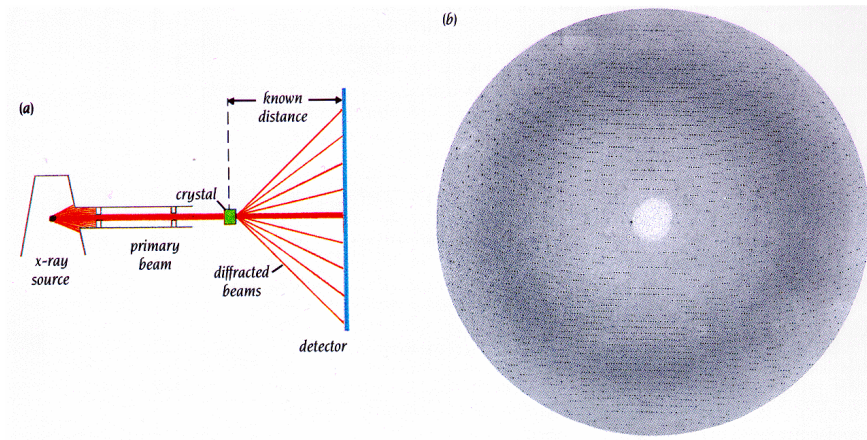 (a)
known
distance
crystal
x-ray
source
primary
beam
diffracted
beams
detector
(b)